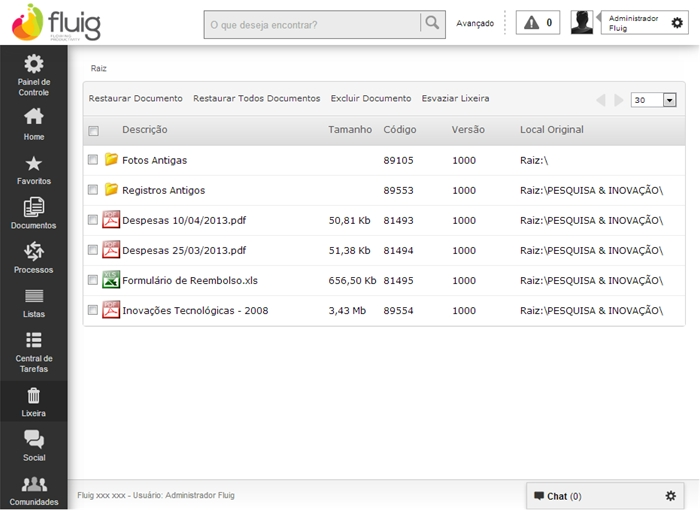 fluig
O que deseja encontrar?
Avançado
0
Administrador
Fluig
Painel de
Controle
Home
Favoritos
Documentos
Processos
Listas
Central de
Tarefas
Lixeira
Social
Comunidades
Raiz
Restaurar Documento Restaurar Todos Documentos Excluir Documento Esvaziar Lixeira 30
Descrição Tamanho Código Versão Local Original
Fotos Antigas 89105 1000 Raiz:\
Registros Antigos 89553 1000 Raiz:\PESQUISA & INOVAÇÃO\
Despesas 10/04/2013.pdf 50,81 Kb 81493 1000 Raiz:\PESQUISA & INOVAÇÃO\
Despesas 25/03/2013.pdf 51,38 Kb 81494 1000 Raiz:\PESQUISA & INOVAÇÃO\
Formulário de Reembolso.xls 656,50 Kb 81495 1000 Raiz:\PESQUISA & INOVAÇÃO\
Inovações Tecnológicas - 2008 3,43 Mb 89554 1000 Raiz:\PESQUISA & INOVAÇÃO\
Fluig xxx xxx - Usuário: Administrador Fluig
Chat (0)